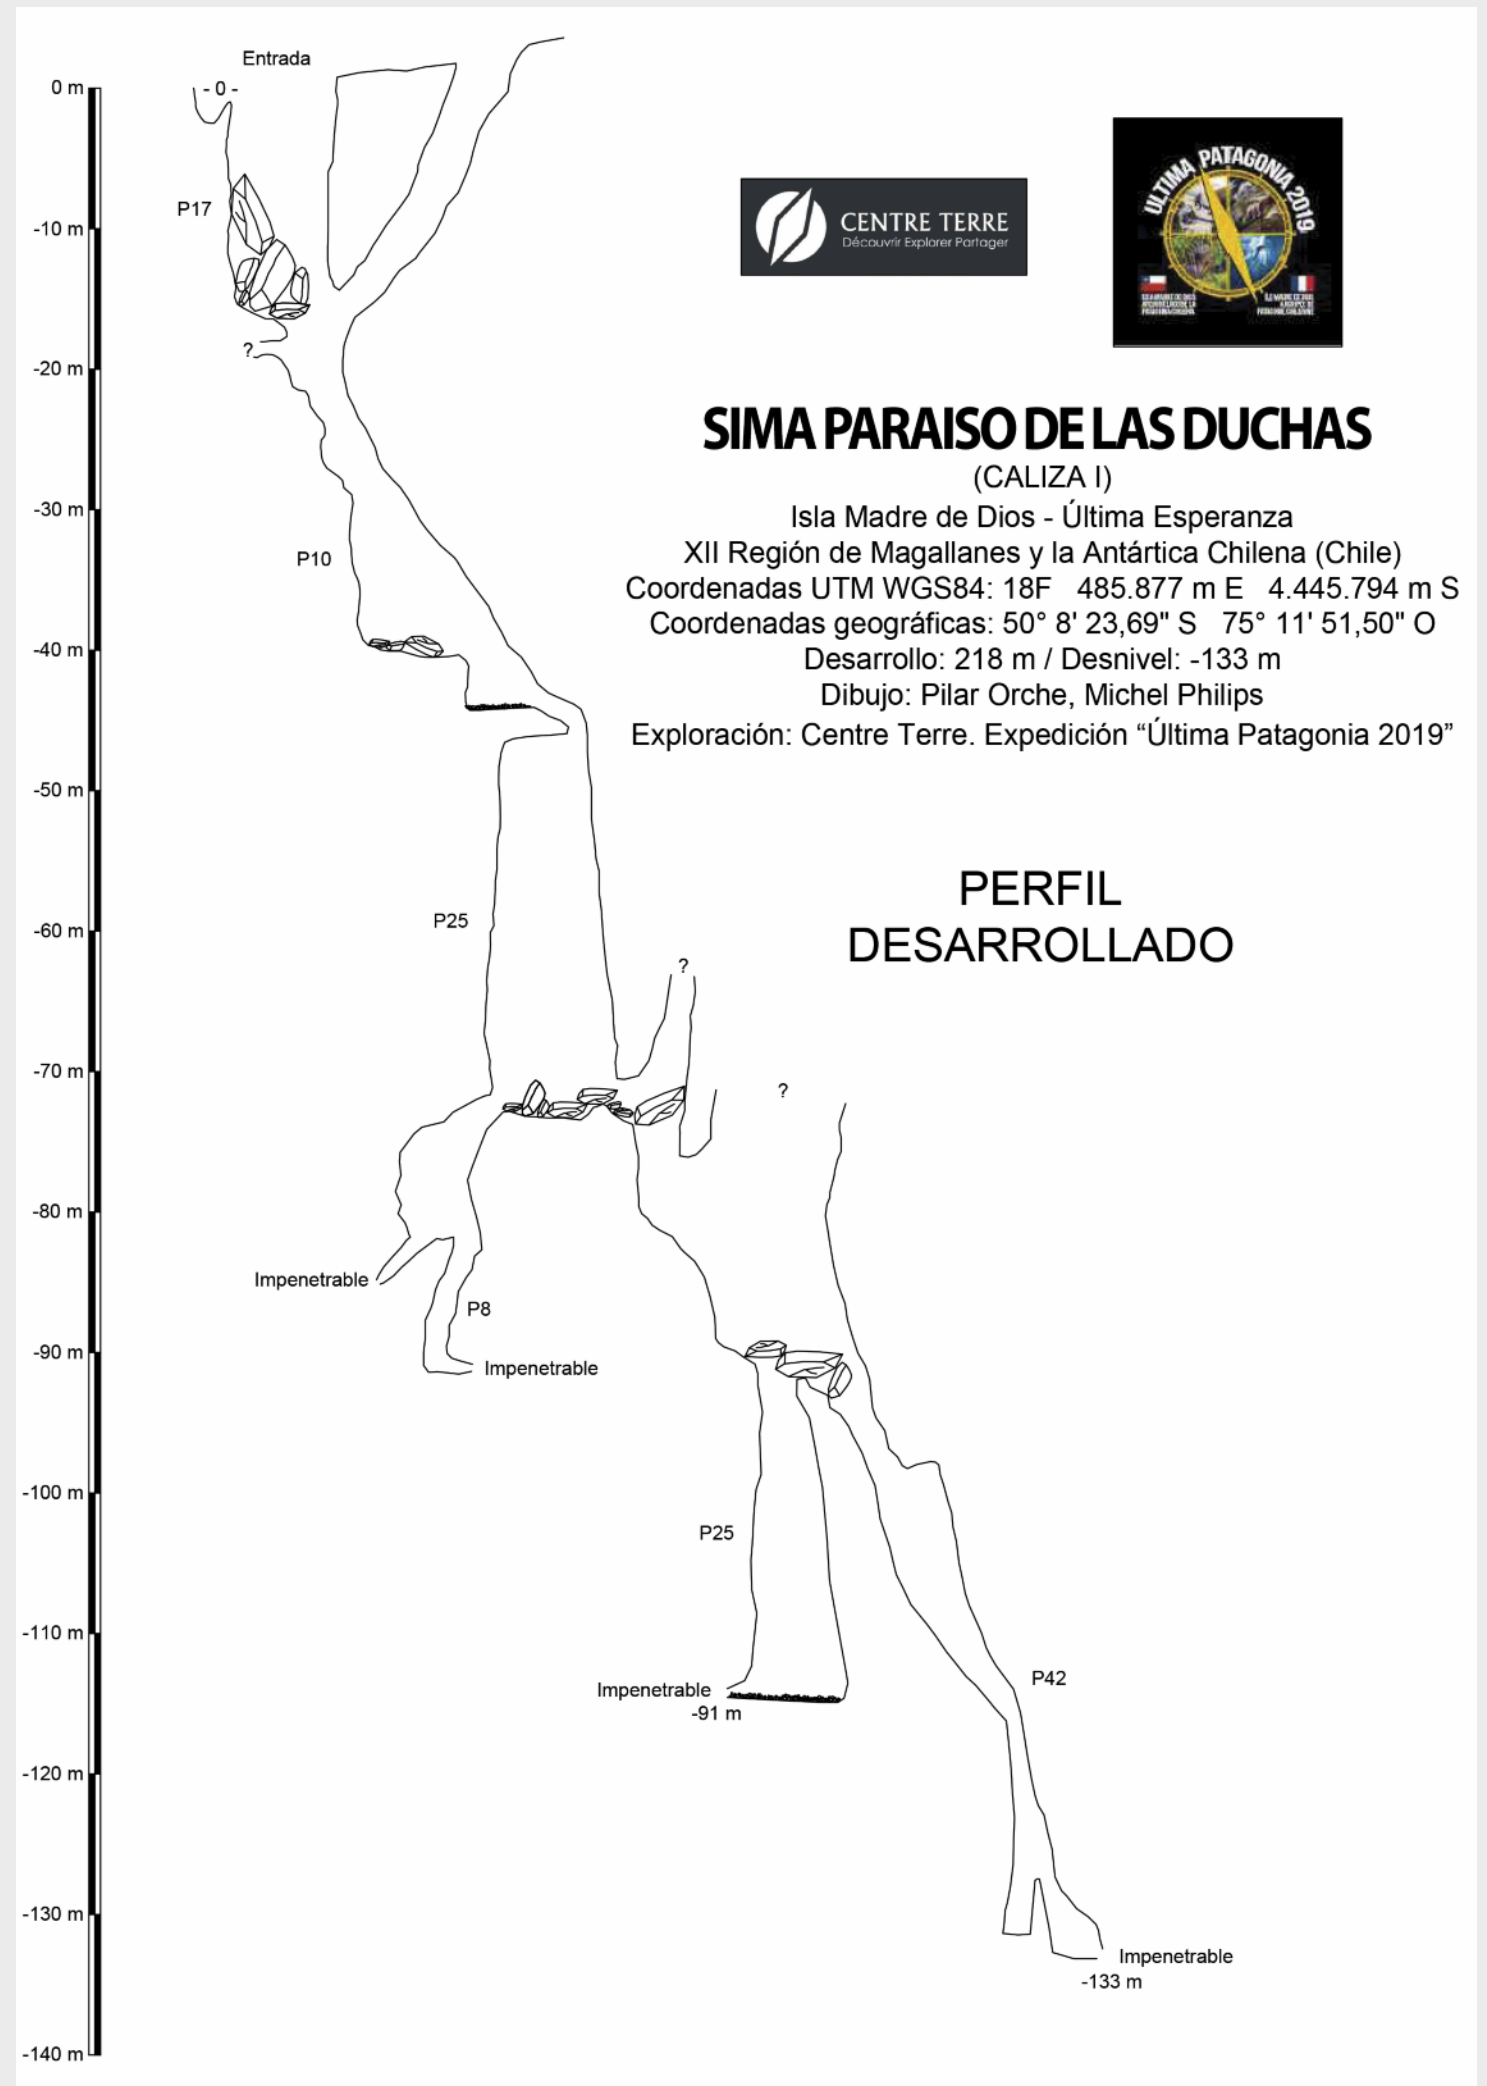 Entrada
0 m
- 0 -
P17
-10 m
?
-20 m
-30 m
P10
-40 m
-50 m
P25
-60 m
?
-70 m
?
-80 m
Impenetrable
P8
-90 m
Impenetrable
-100 m
P25
-110 m
Impenetrable
-91 m
P42
-120 m
-130 m
Impenetrable
-133 m
-140 m
CENTRE TERRE
Découvrir Explorer Partager
ULTIMA PATAGONIA 2019
SIMA PARAISO DE LAS DUCHAS
(CALIZA I)
Isla Madre de Dios - Última Esperanza
XII Región de Magallanes y la Antártica Chilena (Chile)
Coordenadas UTM WGS84: 18F 485.877 m E 4.445.794 m S
Coordenadas geográficas: 50° 8' 23,69" S 75° 11' 51,50" O
Desarrollo: 218 m / Desnivel: -133 m
Dibujo: Pilar Orche, Michel Philips
Exploración: Centre Terre. Expedición “Última Patagonia 2019”
PERFIL
DESARROLLADO